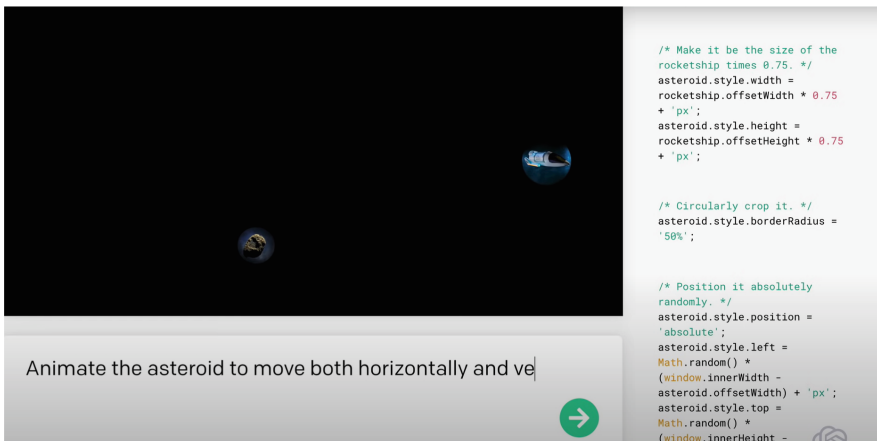 /* Make it be the size of the
rocketship times 0.75. */
asteroid.style.width =
rocketship.offsetWidth * 0.75
+ 'px';
asteroid.style.height =
rocketship.offsetHeight * 0.75
+ 'px';
/* Circularly crop it. */
asteroid.style.borderRadius =
'50%';
/* Position it absolutely
randomly. */
asteroid.style.position =
'absolute';
asteroid.style.left =
Math.random() *
(window.innerWidth -
asteroid.offsetWidth) + 'px';
asteroid.style.top =
Math.random() *
(window.innerHeight -
Animate the asteroid to move both horizontally and ve